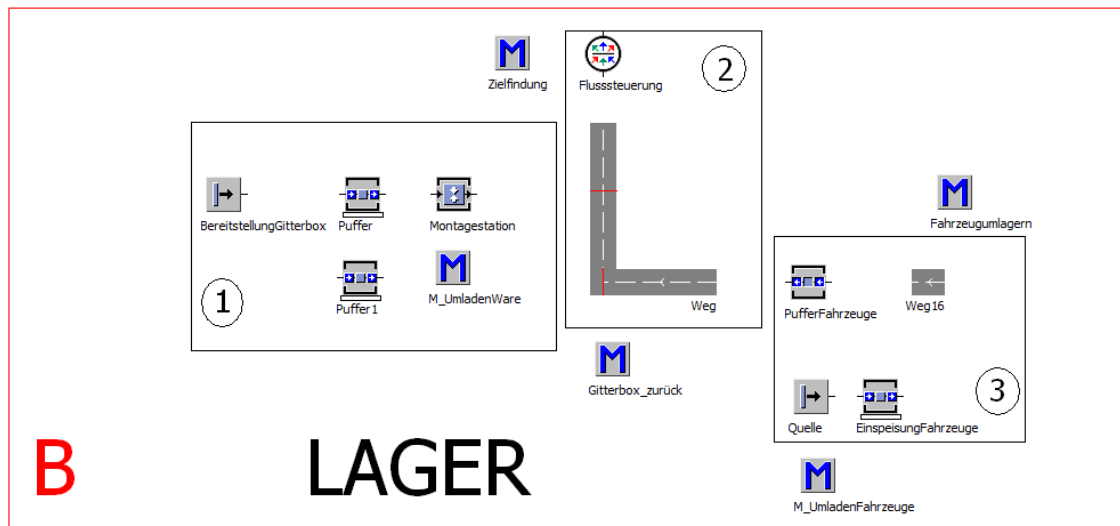 Zielfindung
Flusssteuerung
2
BereitstellungGitterbox
Puffer
Montagestation
Puffer1
M_UmladenWare
1
Weg
Gitterbox_zurück
Fahrzeugumlagern
PufferFahrzeuge
Weg16
Quelle
EinspeisungFahrzeuge
3
M_UmladenFahrzeuge
B
LAGER